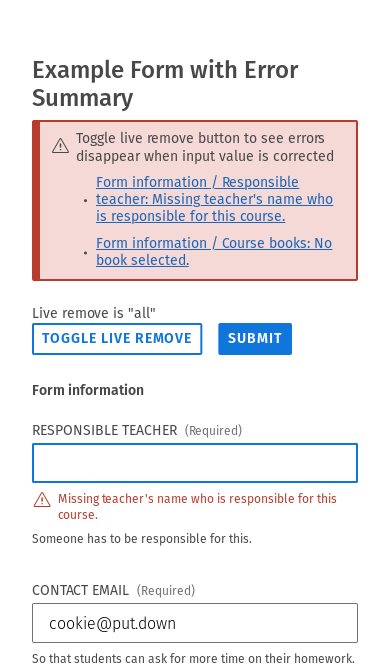 Example Form with Error
Summary
Toggle live remove button to see errors
disappear when input value is corrected
Form information / Responsible
teacher: Missing teacher's name who
is responsible for this course.
Form information / Course books: No
book selected.
Live remove is "all"
TOGGLE LIVE REMOVE
SUBMIT
Form information
RESPONSIBLE TEACHER (Required)
Missing teacher's name who is responsible for this
course.
Someone has to be responsible for this.
CONTACT EMAIL (Required)
cookie@put.down
So that students can ask for more time on their homework.